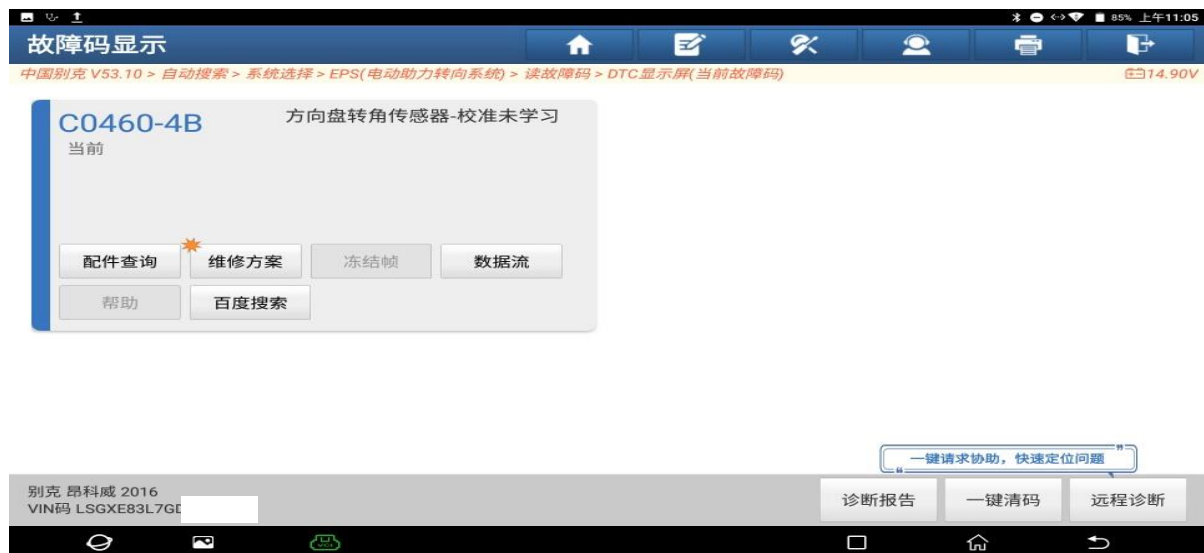 85% 上午11:05
故障码显示
中国别克 V53.10 > 自动搜索 > 系统选择 > EPS(电动助力转向系统) > 读故障码 > DTC显示屏(当前故障码)
14.90V
C0460-4B
方向盘转角传感器-校准未学习
当前
配件查询
维修方案
冻结帧
数据流
帮助
百度搜索
一键请求协助，快速定位问题
别克 昂科威 2016
VIN码 LSGXE83L7GD
诊断报告
一键清码
远程诊断
VCI